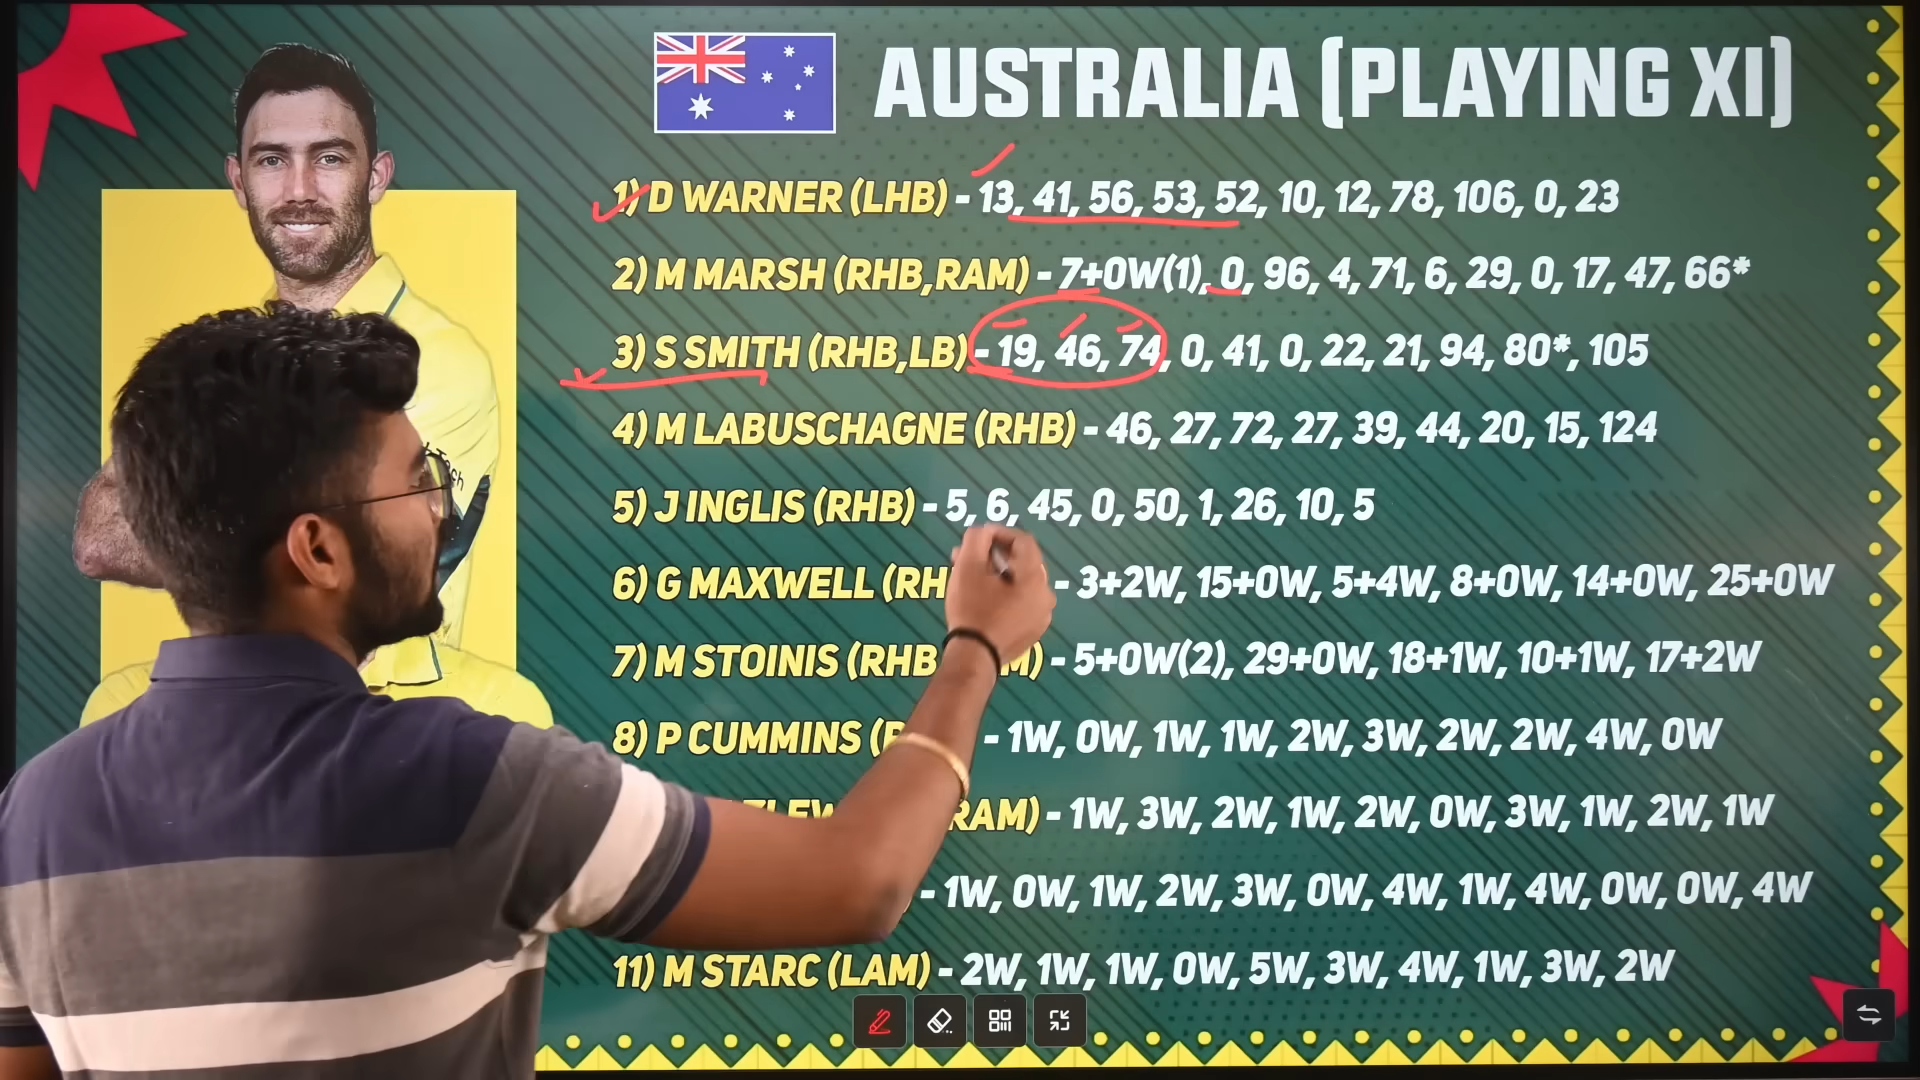 AUSTRALIA (PLAYING XI)
1) D WARNER (LHB) - 13, 41, 56, 53, 52, 10, 12, 78, 106, 0, 23
2) M MARSH (RHB,RAM) - 7+0W(1), 0, 96, 4, 71, 6, 29, 0, 17, 47, 66*
3) S SMITH (RHB,LB) - 19, 46, 74, 0, 41, 0, 22, 21, 94, 80*, 105
4) M LABUSCHAGNE (RHB) - 46, 27, 72, 27, 39, 44, 20, 15, 124
5) J INGLIS (RHB) - 5, 6, 45, 0, 50, 1, 26, 10, 5
6) G MAXWELL (RH - 3+2W, 15+0W, 5+4W, 8+0W, 14+0W, 25+0W
7) M STOINIS (RHB M) - 5+0W(2), 29+0W, 18+1W, 10+1W, 17+2W
8) P CUMMINS ( - 1W, 0W, 1W, 1W, 2W, 3W, 2W, 2W, 4W, 0W
RAM) - 1W, 3W, 2W, 1W, 2W, 0W, 3W, 1W, 2W, 1W
- 1W, 0W, 1W, 2W, 3W, 0W, 4W, 1W, 4W, 0W, 0W, 4W
11) M STARC (LAM) - 2W, 1W, 1W, 0W, 5W, 3W, 4W, 1W, 3W, 2W